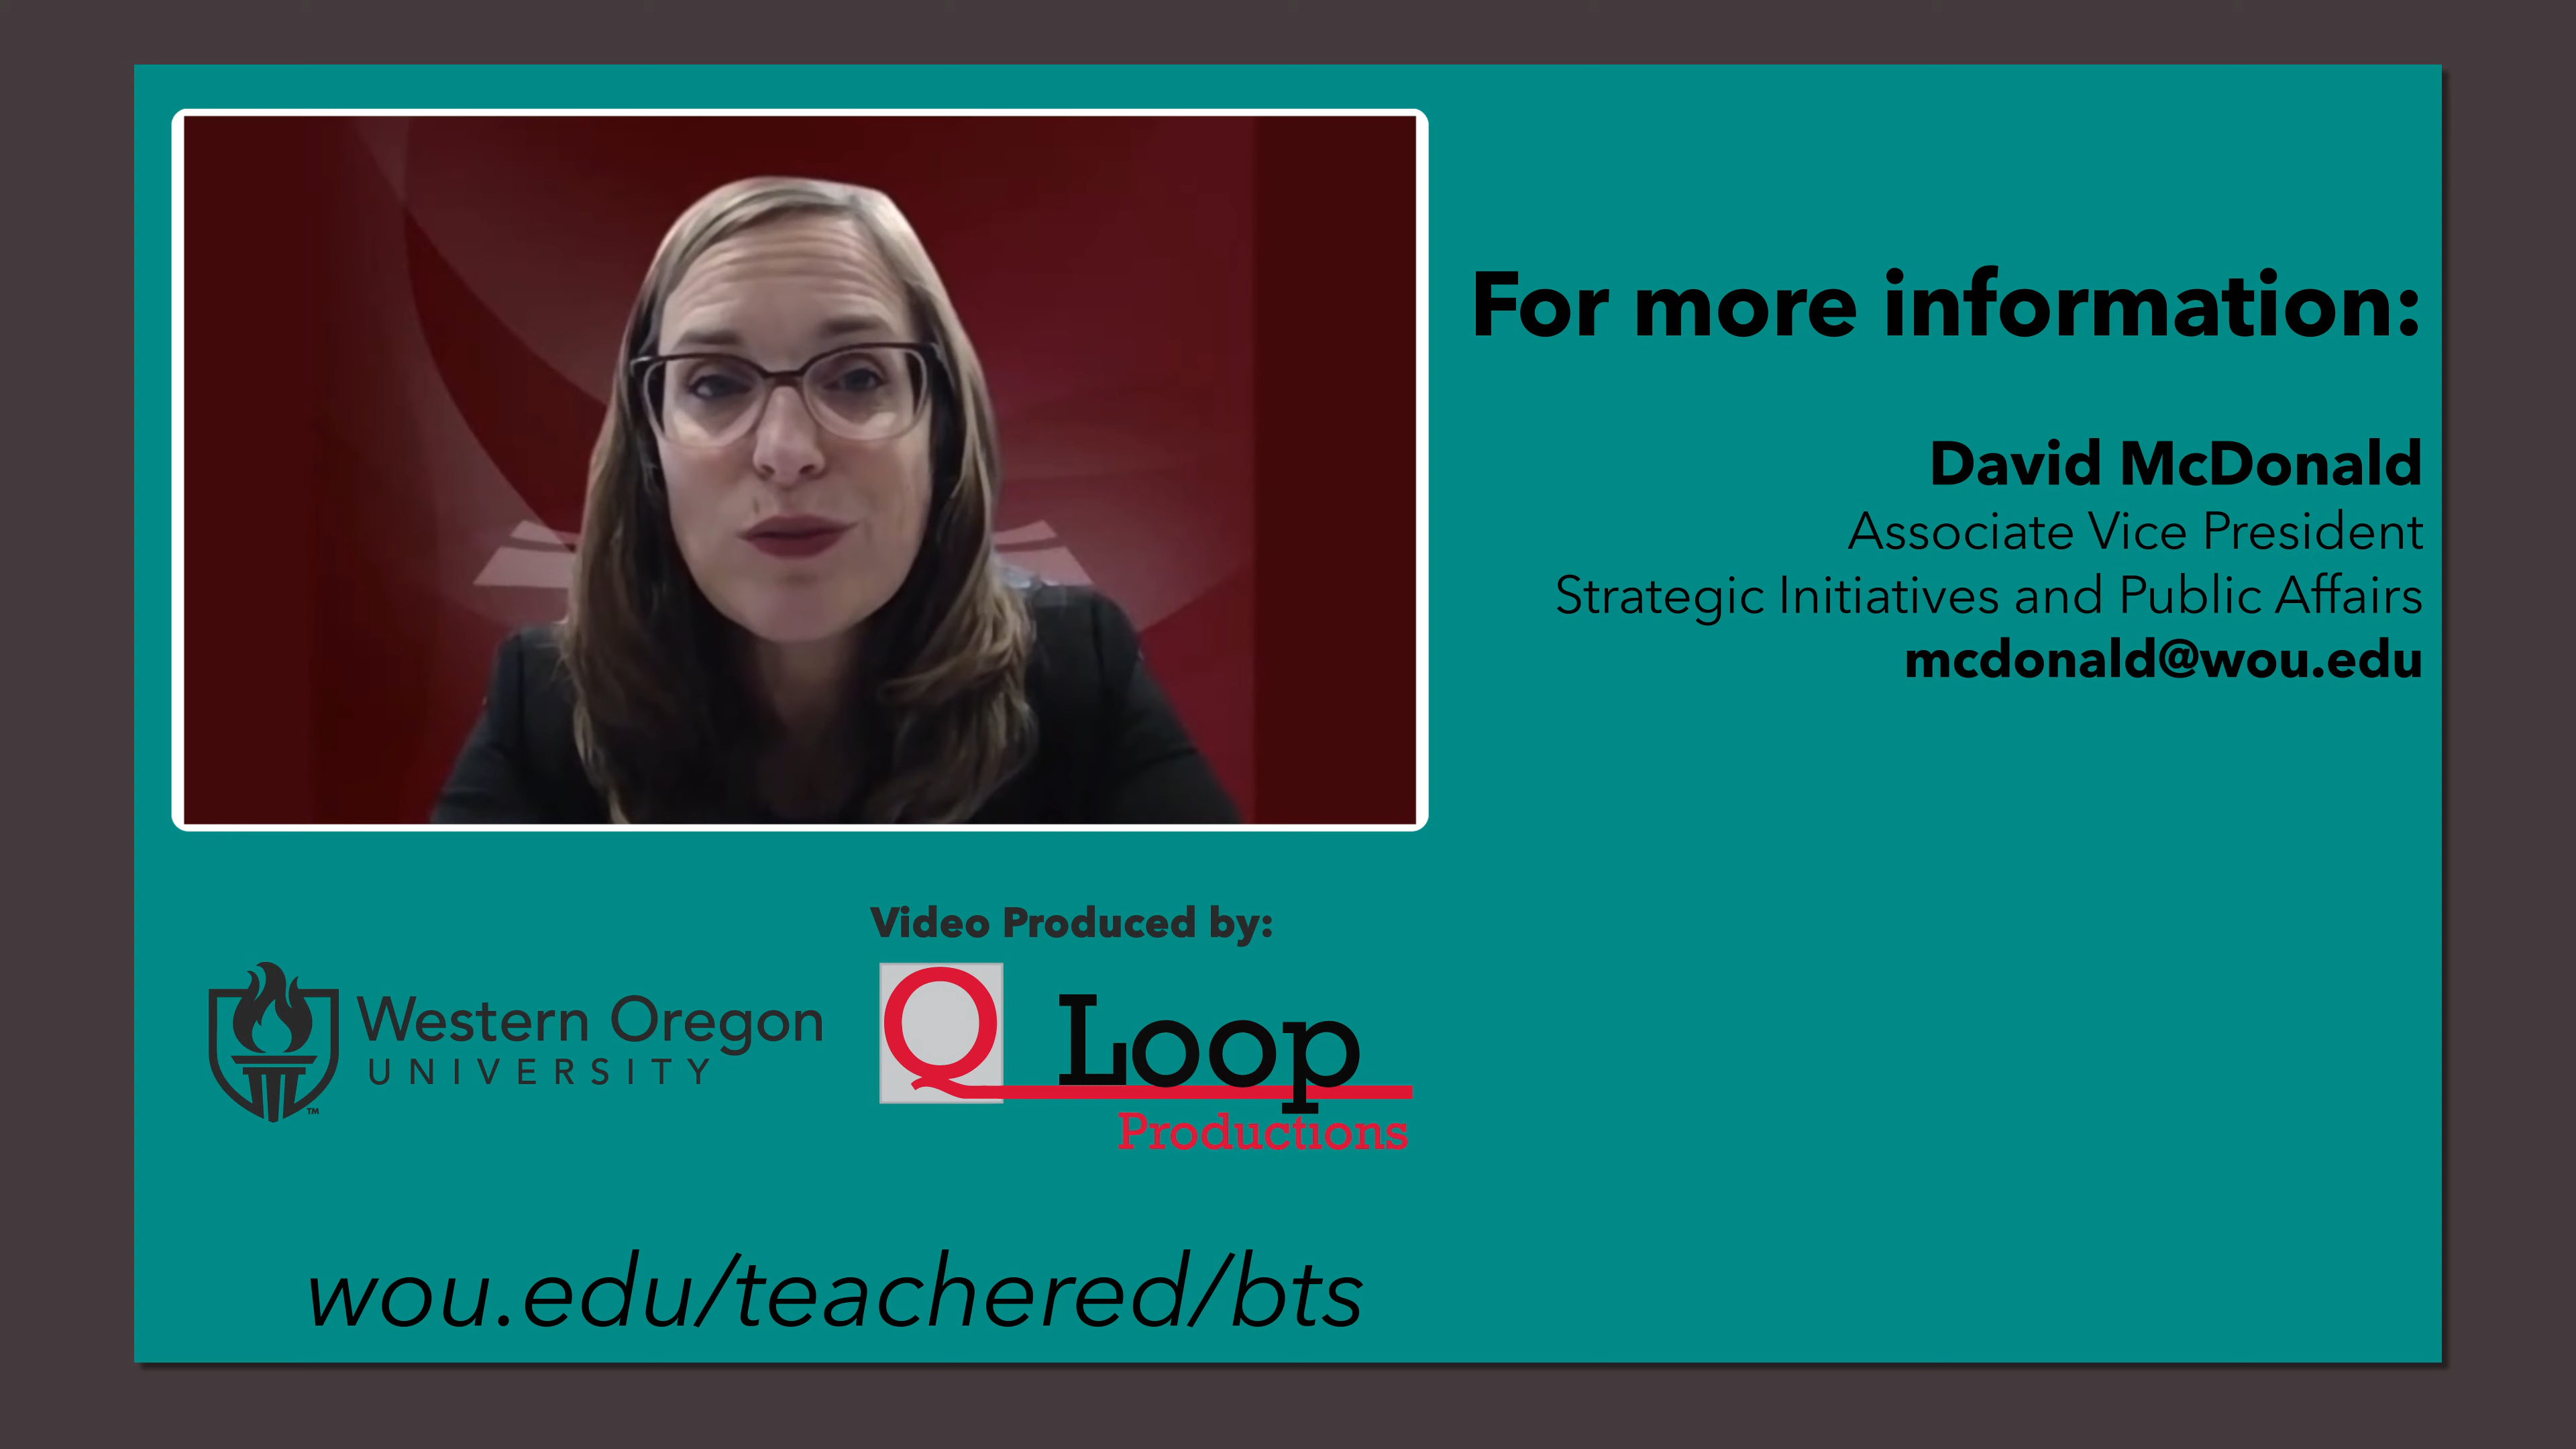 For more information:
David McDonald
Associate Vice President
Strategic Initiatives and Public Affairs
mcdonald@wou.edu
Video Produced by:
Western Oregon
UNIVERSITY
TM
Q Loop
Productions
wou.edu/teachered/bts